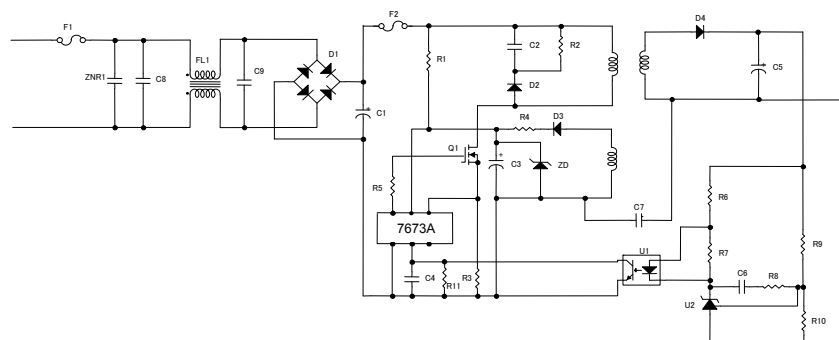 F1
F2
D4
C2
R2
R1
FL1
D1
ZNR1
C8
C9
C5
D2
C1
R4
D3
Q1
C3
ZD
R5
R6
C7
7673A
R9
U1
R7
C4
R11
R3
C6
R8
U2
R10